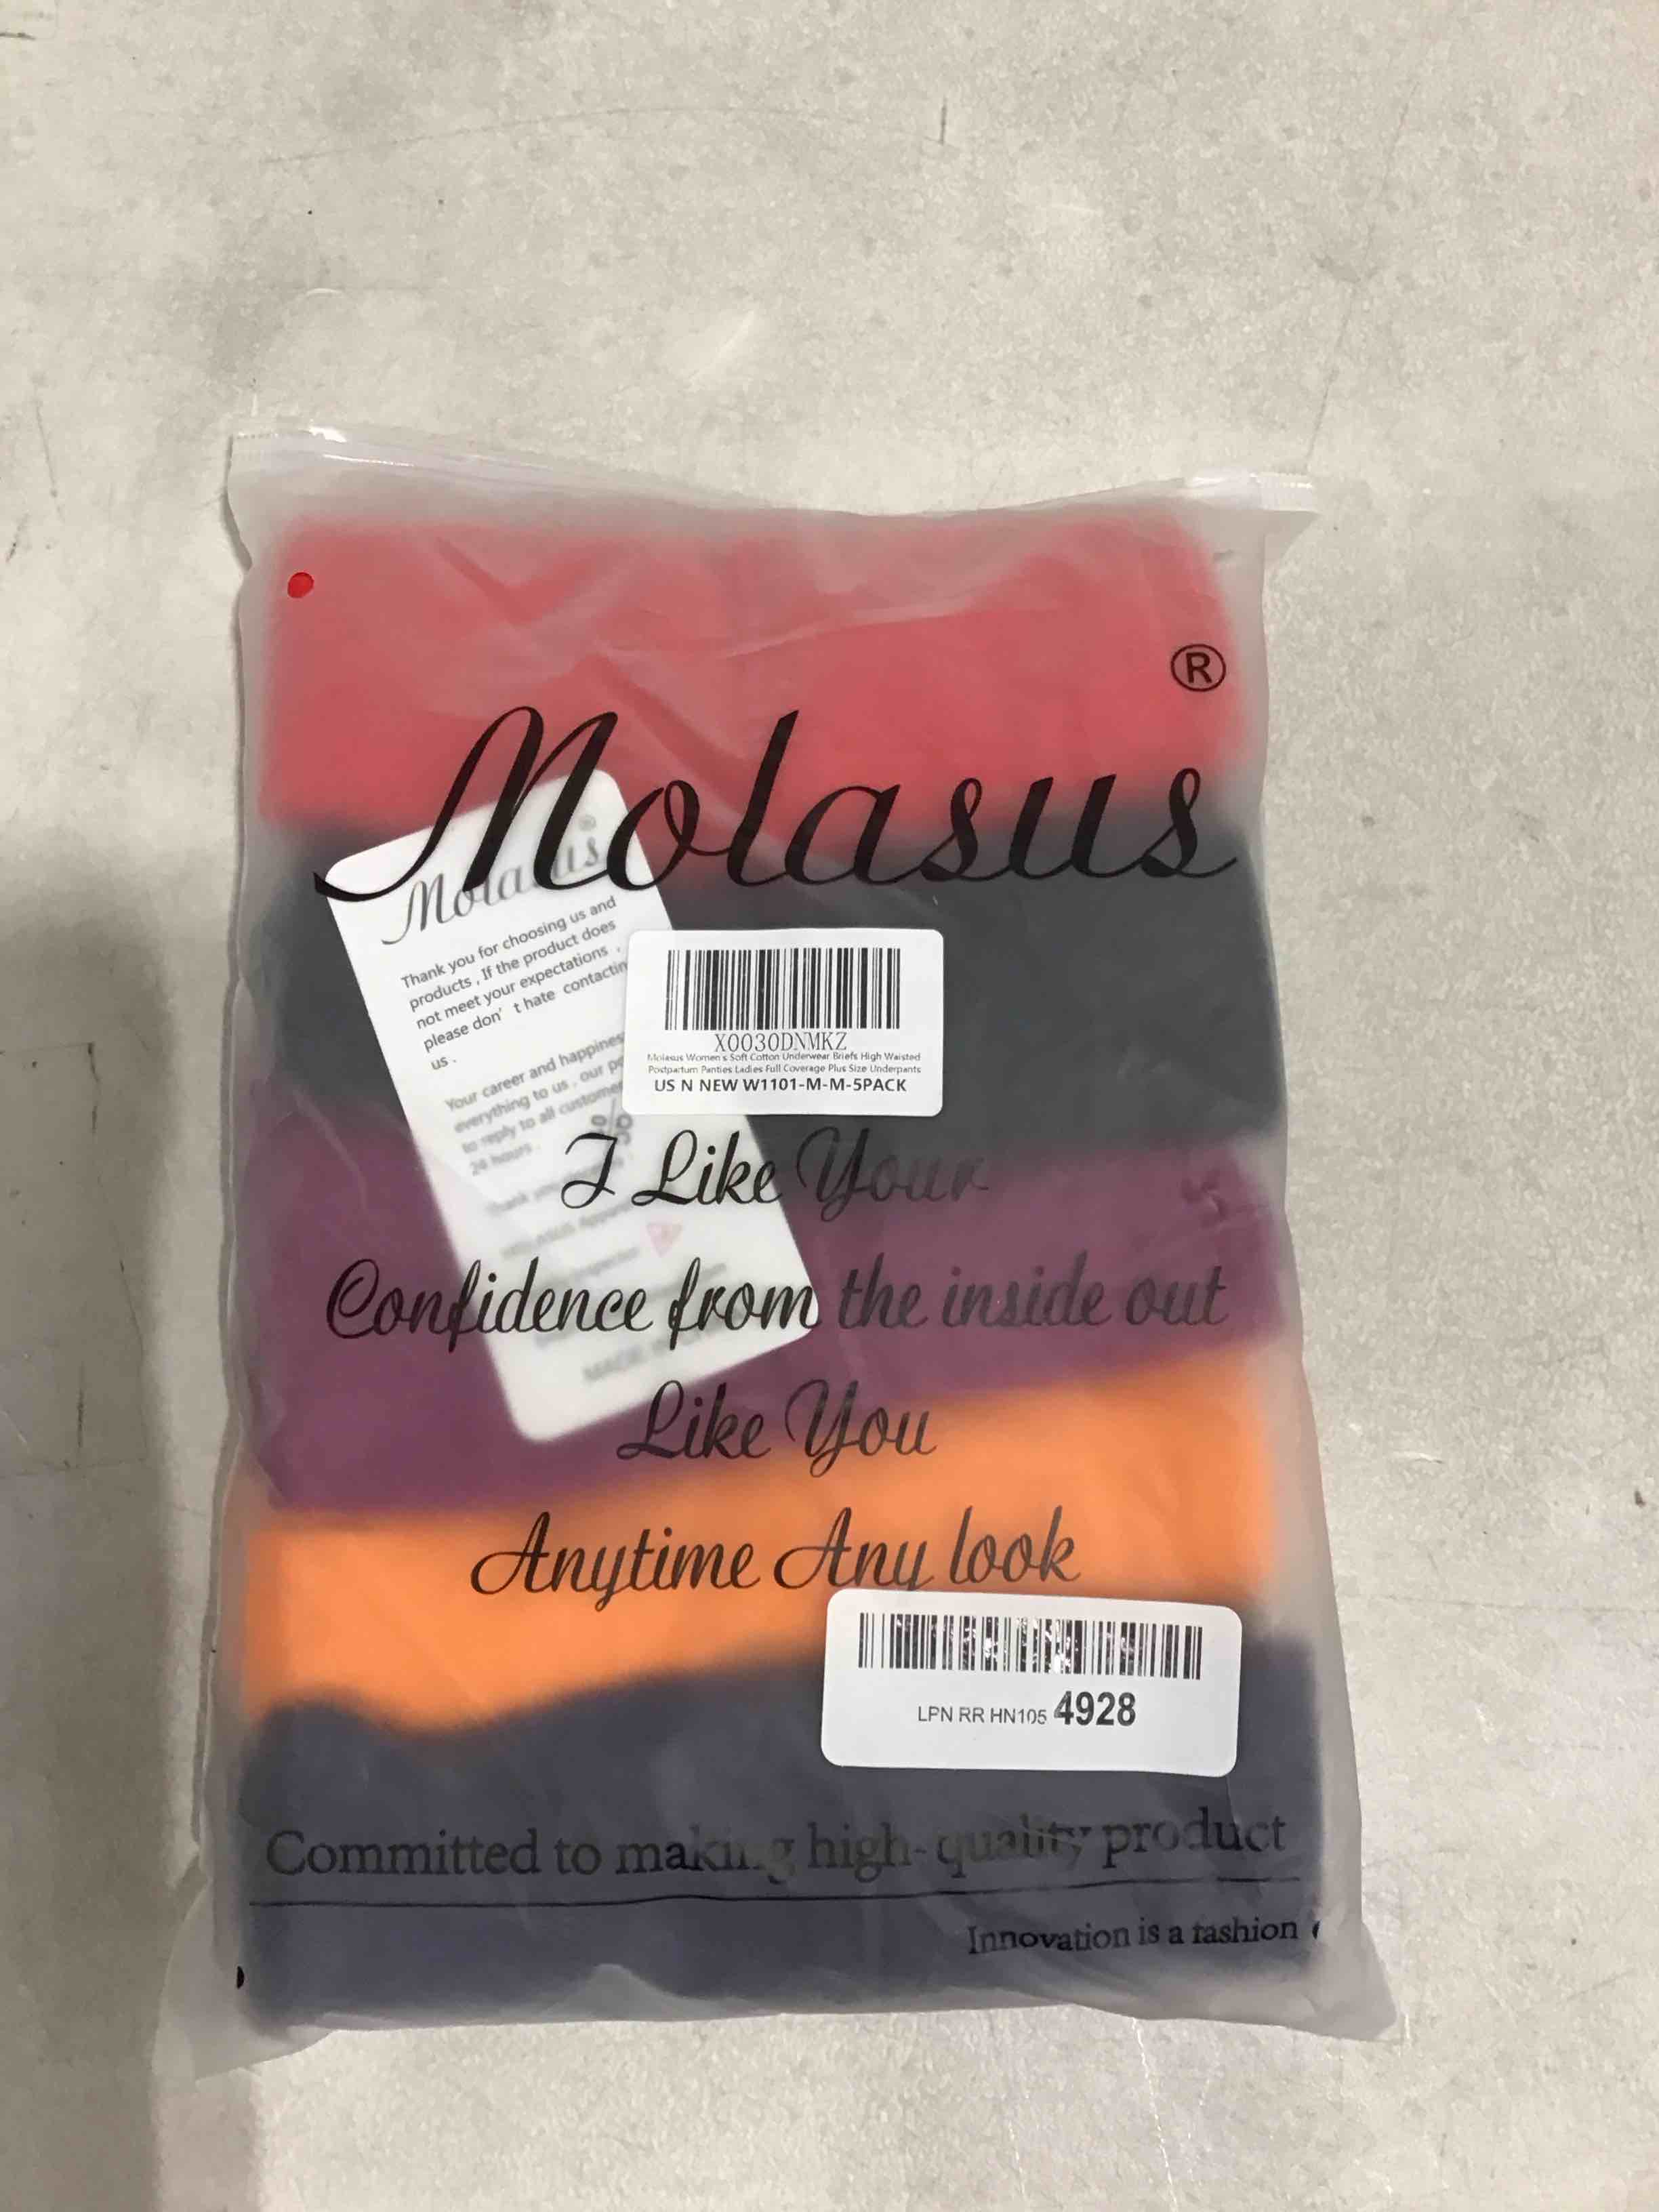 ®
Molasus
Molasus ®
Thank you for choosing us and
products , If the product does
not meet your expectations ,
please don' t hate contactin
us .
Your career and happines
everything to us , our
to reply to all customer
24 hours .
X0030DNMKZ
Molasus Women's Soft Cotton Underwear Briefs High Waisted
Postpartum Panties Ladies Full Coverage Plus Size Underpants
US N NEW W1101-M-M-5PACK
I Like Your
Confidence from the inside out
Like You
Anytime Any look
LPN RR HN105 4928
Committed to making high-quality product
Innovation is a fashion